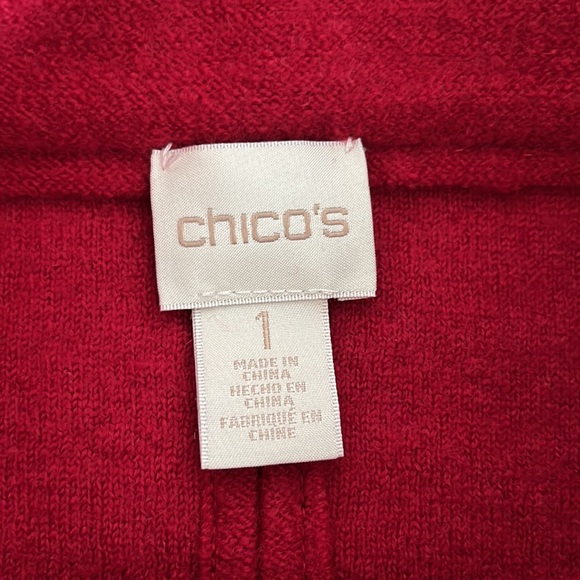 chico's
1
MADE IN
CHINA
HECHO EN
CHINA
FABRIQUÉ EN
CHINE